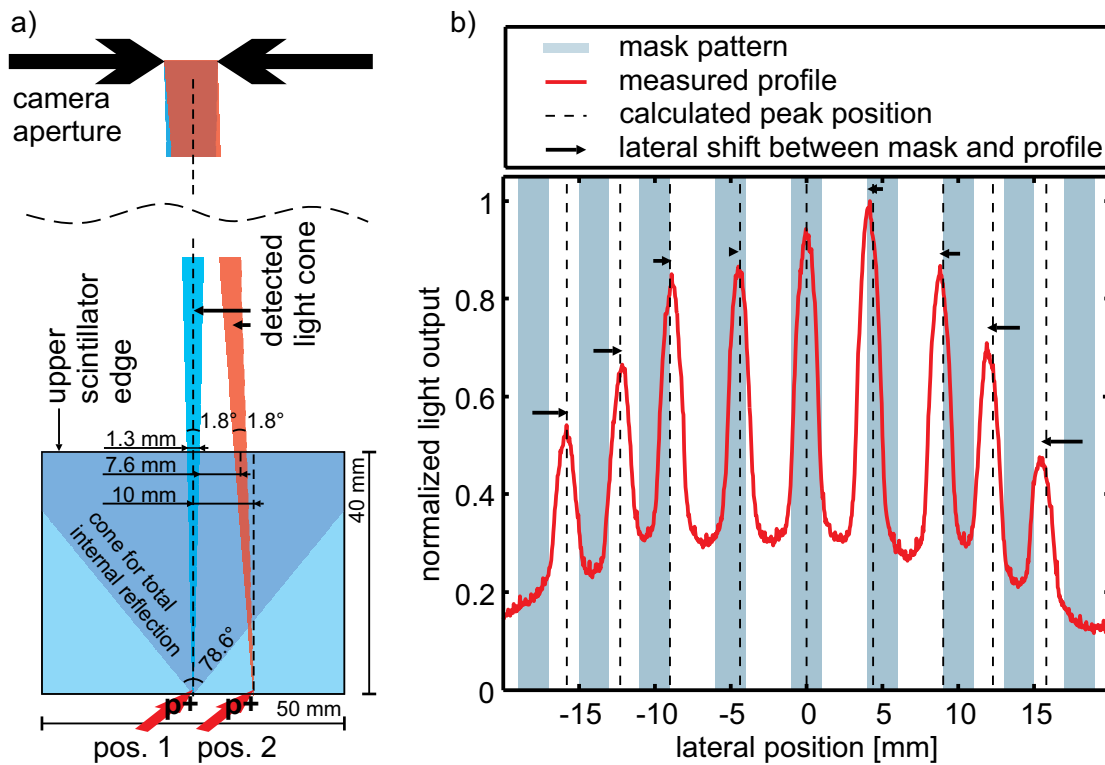 a)
camera
aperture
detected
light cone
upper
scintillator
edge
1.8°
1.8°
1.3 mm
7.6 mm
10 mm
40 mm
cone for total
internal reflection
78.6°
p+
p+
50 mm
pos. 1
pos. 2
b)
mask pattern
measured profile
calculated peak position
lateral shift between mask and profile
normalized light output
1
0.8
0.6
0.4
0.2
0
-15
-10
-5
0
5
10
15
lateral position [mm]